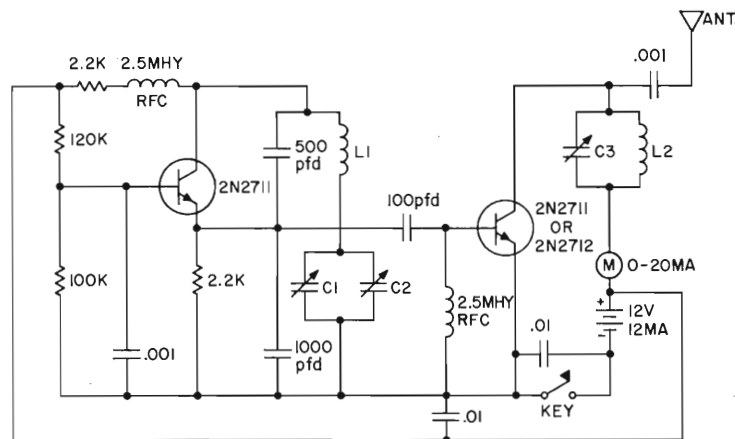 ANT.
2.2K
2.5MHY
RFC
.001
120K
500
pfd
L1
C3
L2
2N2711
100pfd
2N2711
OR
2N2712
M
0-20MA
100K
2.2K
C1
C2
2.5MHY
RFC
+
12V
12MA
-
.001
1000
pfd
.01
.01
KEY